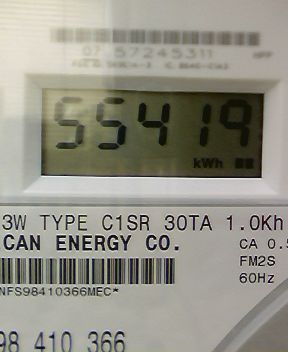 07 57245311
55419
kWh
3W TYPE C1SR 30TA 1.0Kh
CAN ENERGY CO.
CA 0.5
FM2S
NFS98410366MEC*
60Hz
98 410 366